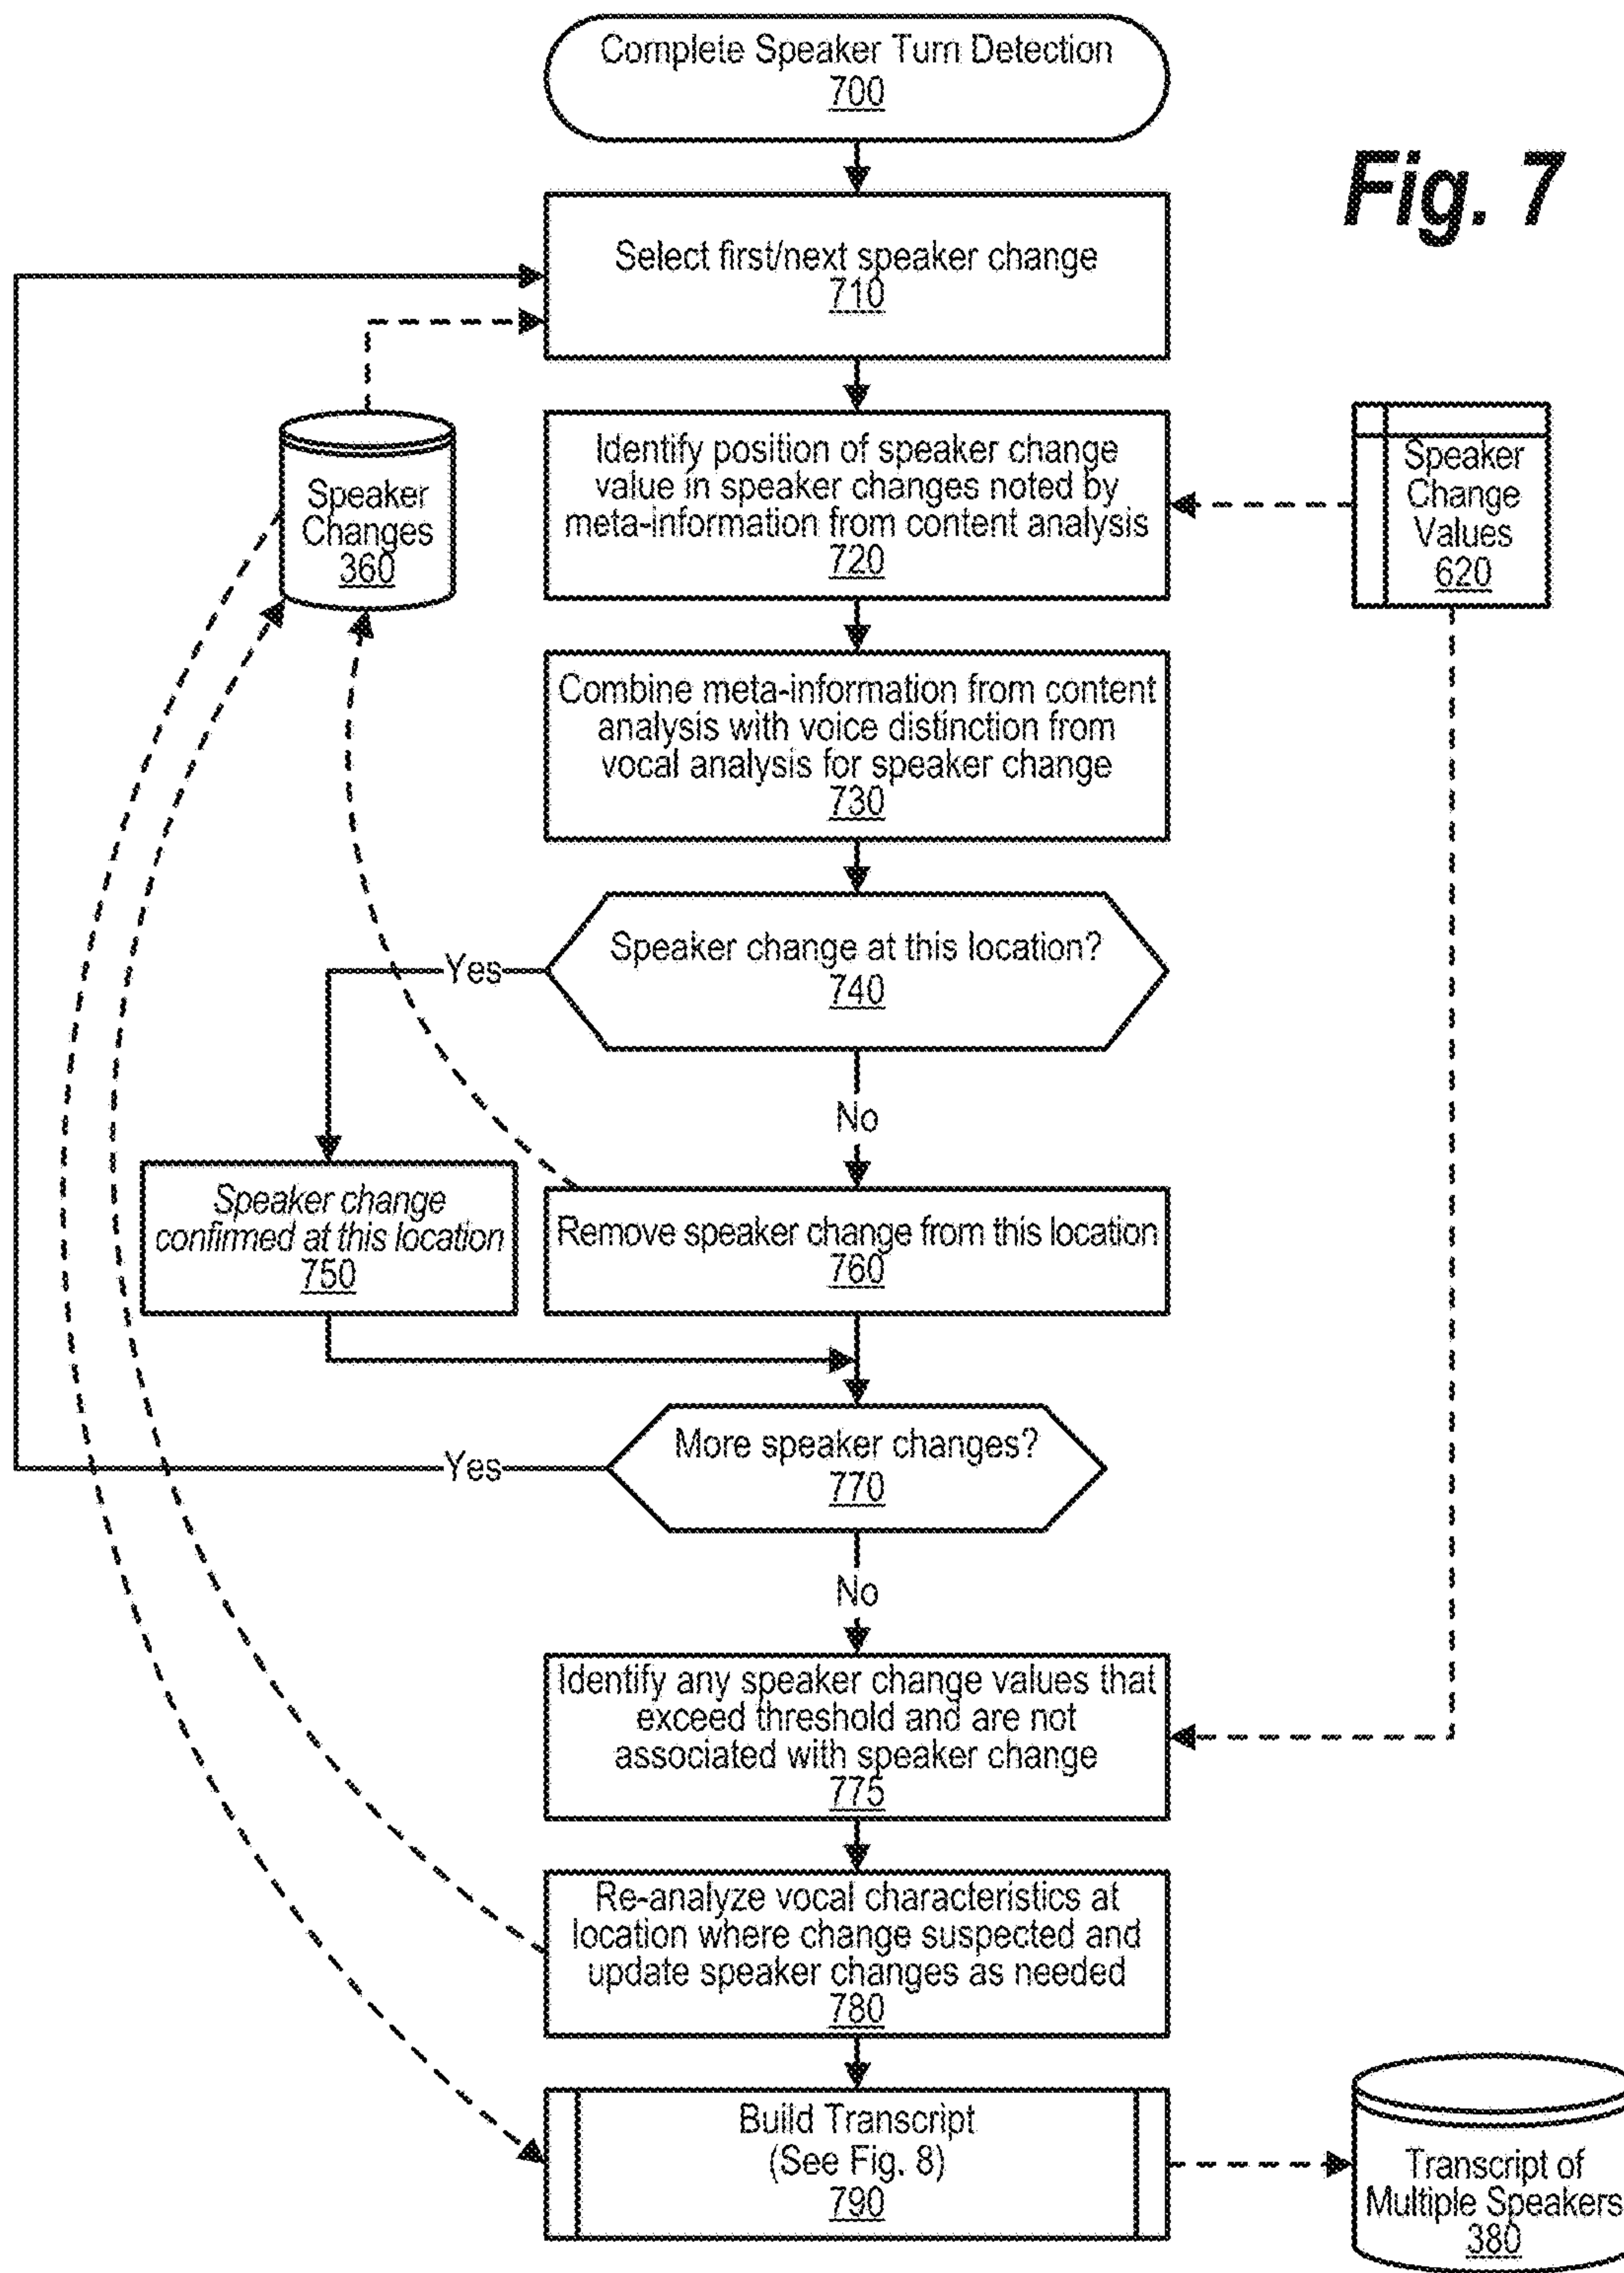 Complete Speaker Turn Detection
700
Fig. 7
Select first/next speaker change
710
Identify position of speaker change
value in speaker changes noted by
meta-information from content analysis
720
Speaker
Changes
360
Speaker
Change
Values
620
Combine meta-information from content
analysis with voice distinction from
vocal analysis for speaker change
730
Speaker change at this location?
740
Yes
No
Speaker change
confirmed at this location
750
Remove speaker change from this location
760
More speaker changes?
770
Yes
No
Identify any speaker change values that
exceed threshold and are not
associated with speaker change
775
Re-analyze vocal characteristics at
location where change suspected and
update speaker changes as needed
780
Build Transcript
(See Fig. 8)
790
Transcript of
Multiple Speakers
380